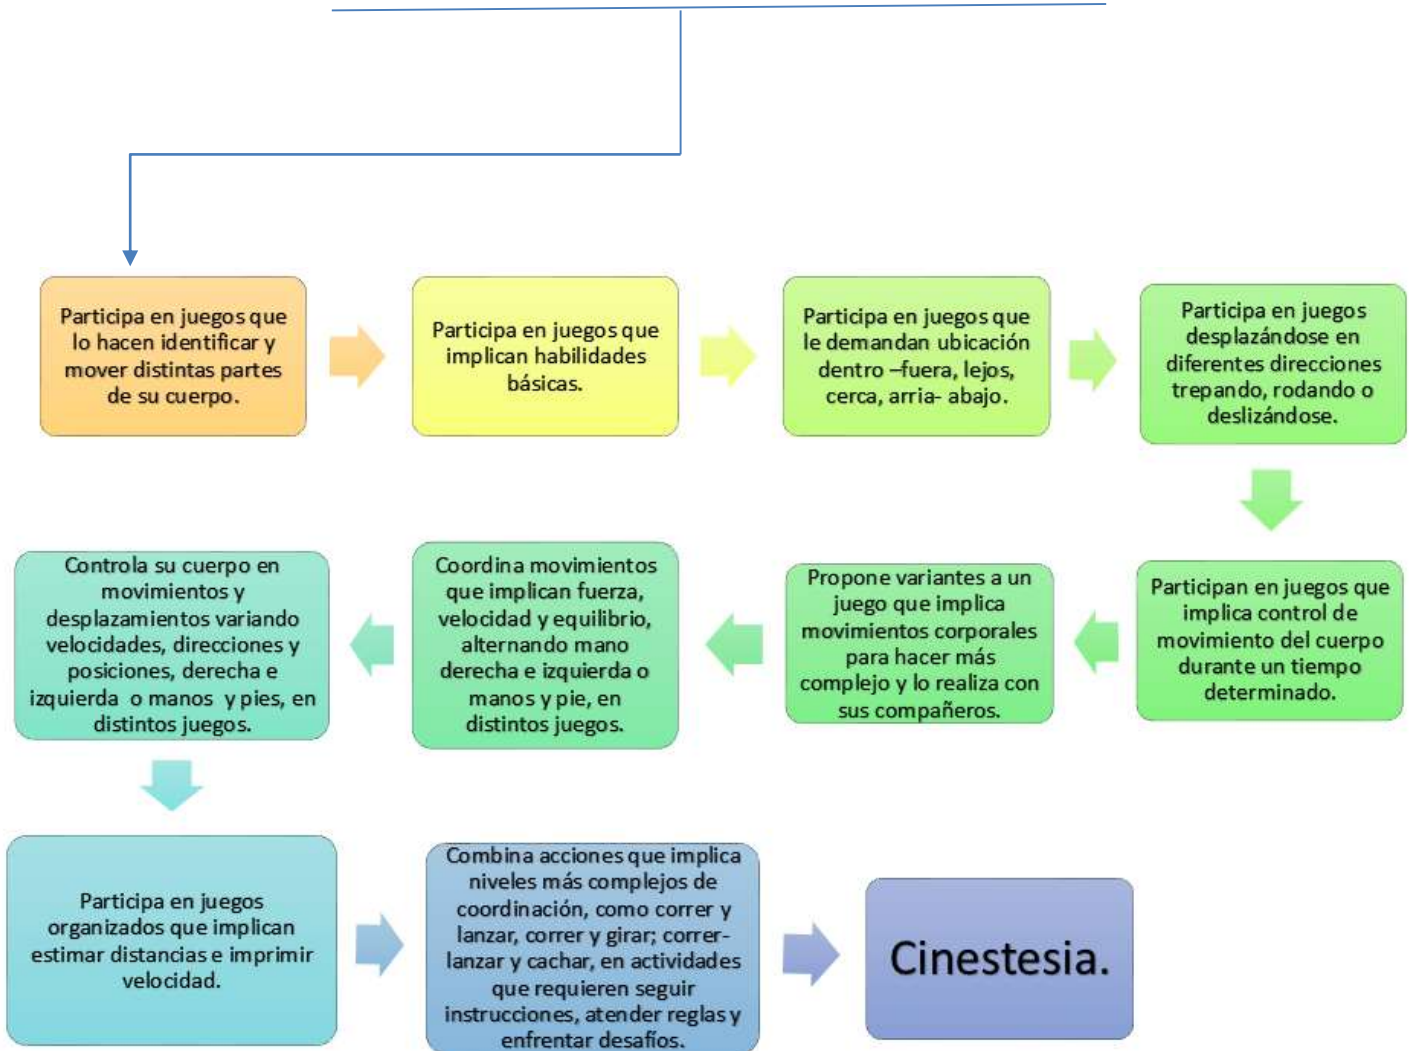 Participa en juegos que
lo hacen identificar y
mover distintas partes
de su cuerpo.
Participa en juegos que
implican habilidades
básicas.
Participa en juegos que
le demandan ubicación
dentro –fuera, lejos,
cerca, arria- abajo.
Participa en juegos
desplazándose en
diferentes direcciones
trepando, rodando o
deslizándose.
Participan en juegos que
implica control de
movimiento del cuerpo
durante un tiempo
determinado.
Propone variantes a un
juego que implica
movimientos corporales
para hacer más
complejo y lo realiza con
sus compañeros.
Coordina movimientos
que implican fuerza,
velocidad y equilibrio,
alternando mano
derecha e izquierda o
manos y pie, en
distintos juegos.
Controla su cuerpo en
movimientos y
desplazamientos variando
velocidades, direcciones y
posiciones, derecha e
izquierda o manos y pies, en
distintos juegos.
Participa en juegos
organizados que implican
estimar distancias e imprimir
velocidad.
Combina acciones que implica
niveles más complejos de
coordinación, como correr y
lanzar, correr y girar; correr-
lanzar y cachar, en actividades
que requieren seguir
instrucciones, atender reglas y
enfrentar desafíos.
Cinestesia.